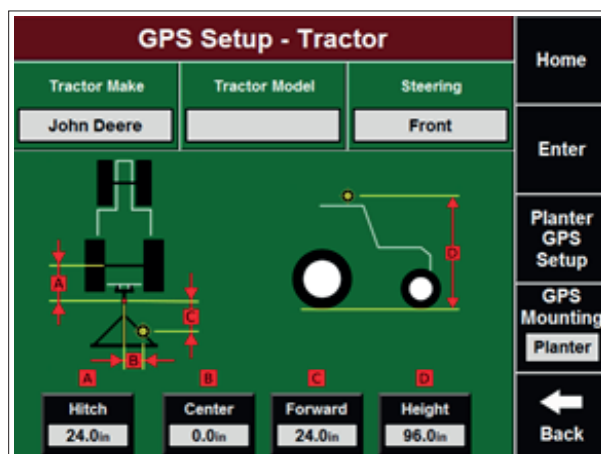 GPS Setup - Tractor
Tractor Make
Tractor Model
Steering
John Deere
Front
Home
Enter
Planter
GPS
Setup
GPS
Mounting
Planter
Back
A
C
B
D
A
B
C
D
Hitch
Center
Forward
Height
24.0in
0.0in
24.0in
96.0in